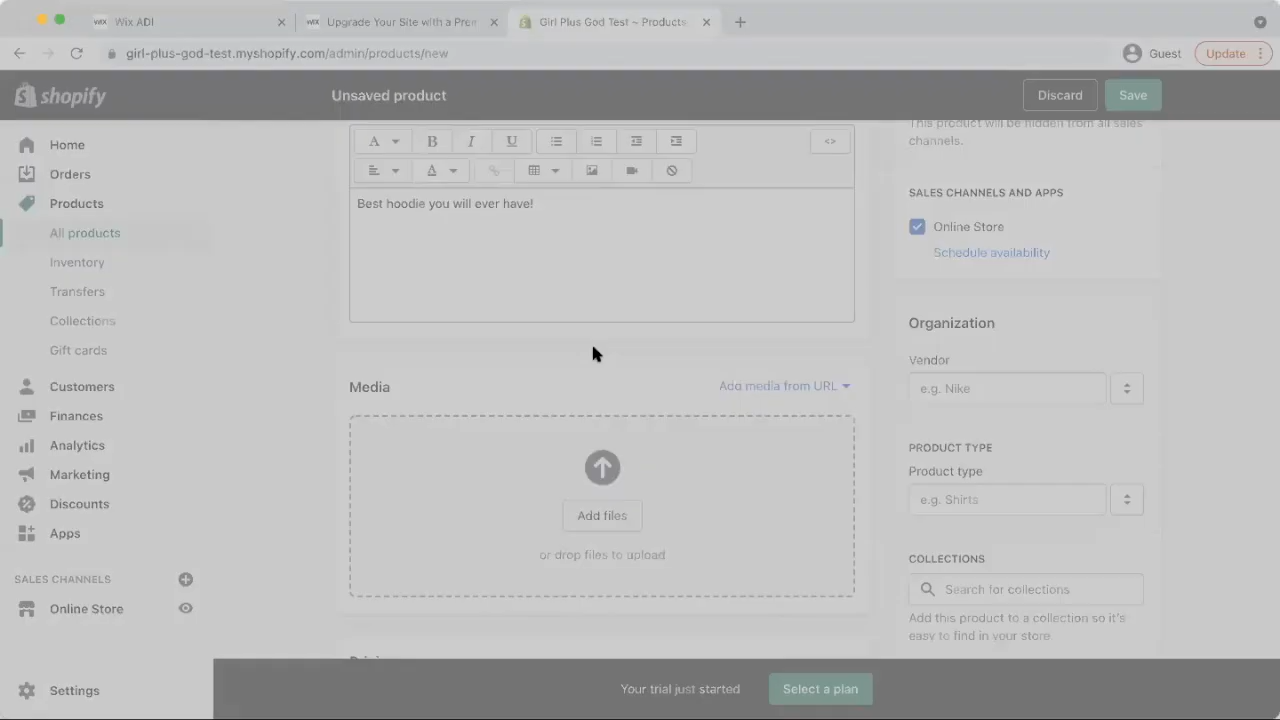 WIX Wix ADI
WIX Upgrade Your Site with a Prem
Girl Plus God Test ~ Products
girl-plus-god-test.myshopify.com/admin/products/new
Guest
Update
shopify
Unsaved product
Discard
Save
Home
Orders
Products
All products
Inventory
Transfers
Collections
Gift cards
Customers
Finances
Analytics
Marketing
Discounts
Apps
SALES CHANNELS
Online Store
Settings
A
B
I
U
<>
A
Best hoodie you will ever have!
Media
Add media from URL
Add files
or drop files to upload
This product will be hidden from all sales
channels.
SALES CHANNELS AND APPS
Online Store
Schedule availability
Organization
Vendor
e.g. Nike
PRODUCT TYPE
Product type
e.g. Shirts
COLLECTIONS
Search for collections
Add this product to a collection so it's
easy to find in your store.
Your trial just started
Select a plan